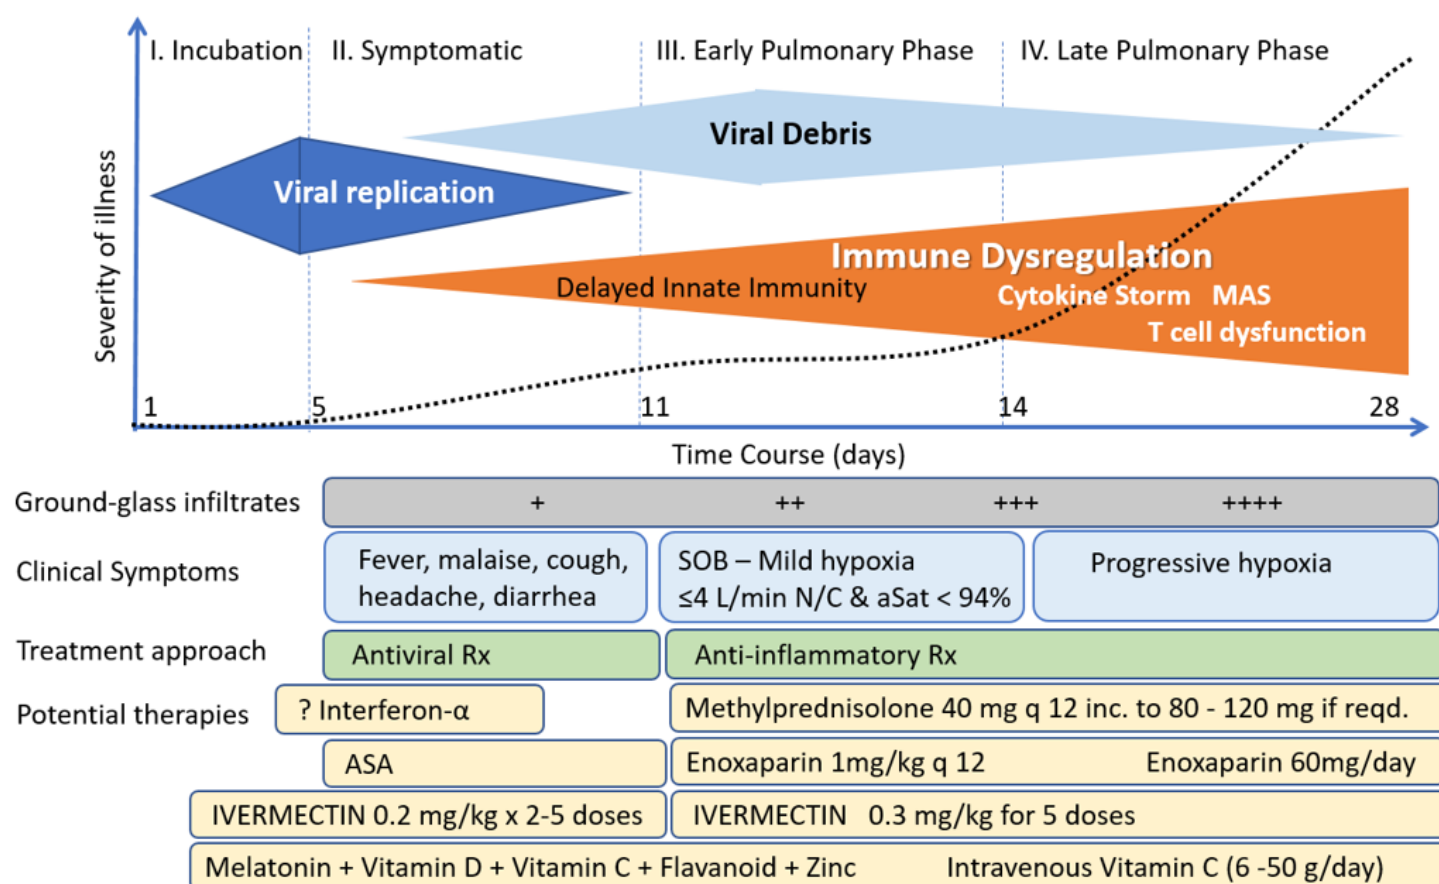 I. Incubation
II. Symptomatic
III. Early Pulmonary Phase
IV. Late Pulmonary Phase
Viral Debris
Viral replication
Immune Dysregulation
Delayed Innate Immunity
Cytokine Storm MAS
T cell dysfunction
Severity of illness
1 5 11 14 28
Time Course (days)
Ground-glass infiltrates + ++ +++ ++++
Clinical Symptoms
Fever, malaise, cough,
headache, diarrhea
SOB – Mild hypoxia
≤4 L/min N/C & aSat < 94%
Progressive hypoxia
Treatment approach
Antiviral Rx
Anti-inflammatory Rx
Potential therapies
? Interferon-α
Methylprednisolone 40 mg q 12 inc. to 80 - 120 mg if reqd.
ASA
Enoxaparin 1mg/kg q 12
Enoxaparin 60mg/day
IVERMECTIN 0.2 mg/kg x 2-5 doses
IVERMECTIN 0.3 mg/kg for 5 doses
Melatonin + Vitamin D + Vitamin C + Flavanoid + Zinc
Intravenous Vitamin C (6 -50 g/day)